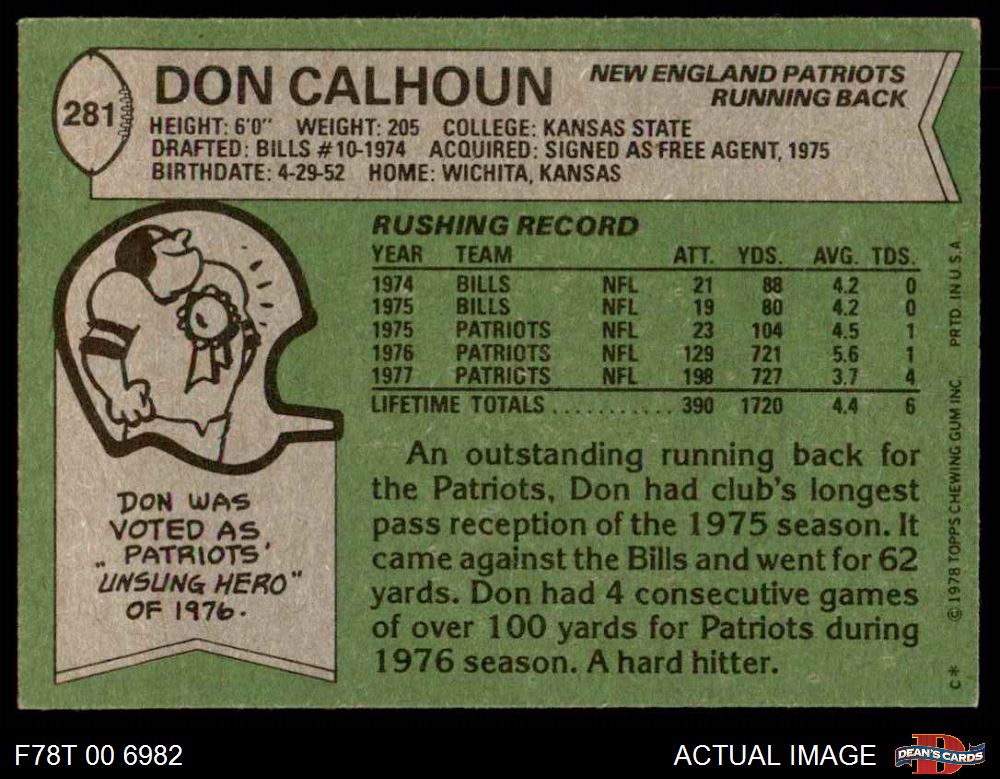 281
DON CALHOUN
NEW ENGLAND PATRIOTS
RUNNING BACK
HEIGHT: 6'0" WEIGHT: 205 COLLEGE: KANSAS STATE
DRAFTED: BILLS #10-1974 ACQUIRED: SIGNED AS FREE AGENT, 1975
BIRTHDATE: 4-29-52 HOME: WICHITA, KANSAS
RUSHING RECORD
YEAR TEAM ATT. YDS. AVG. TDS.
1974 BILLS NFL 21 88 4.2 0
1975 BILLS NFL 19 80 4.2 0
1975 PATRIOTS NFL 23 104 4.5 1
1976 PATRIOTS NFL 129 721 5.6 1
1977 PATRIOTS NFL 198 727 3.7 4
LIFETIME TOTALS ........... 390 1720 4.4 6
An outstanding running back for
the Patriots, Don had club's longest
pass reception of the 1975 season. It
came against the Bills and went for 62
yards. Don had 4 consecutive games
of over 100 yards for Patriots during
1976 season. A hard hitter.
DON WAS
VOTED AS
„PATRIOTS'
UNSUNG HERO"
OF 1976.
C* ©1978 TOPPS CHEWING GUM INC. PRTD. IN U.S.A.
F78T 00 6982
ACTUAL IMAGE
D
DEAN'S CARDS